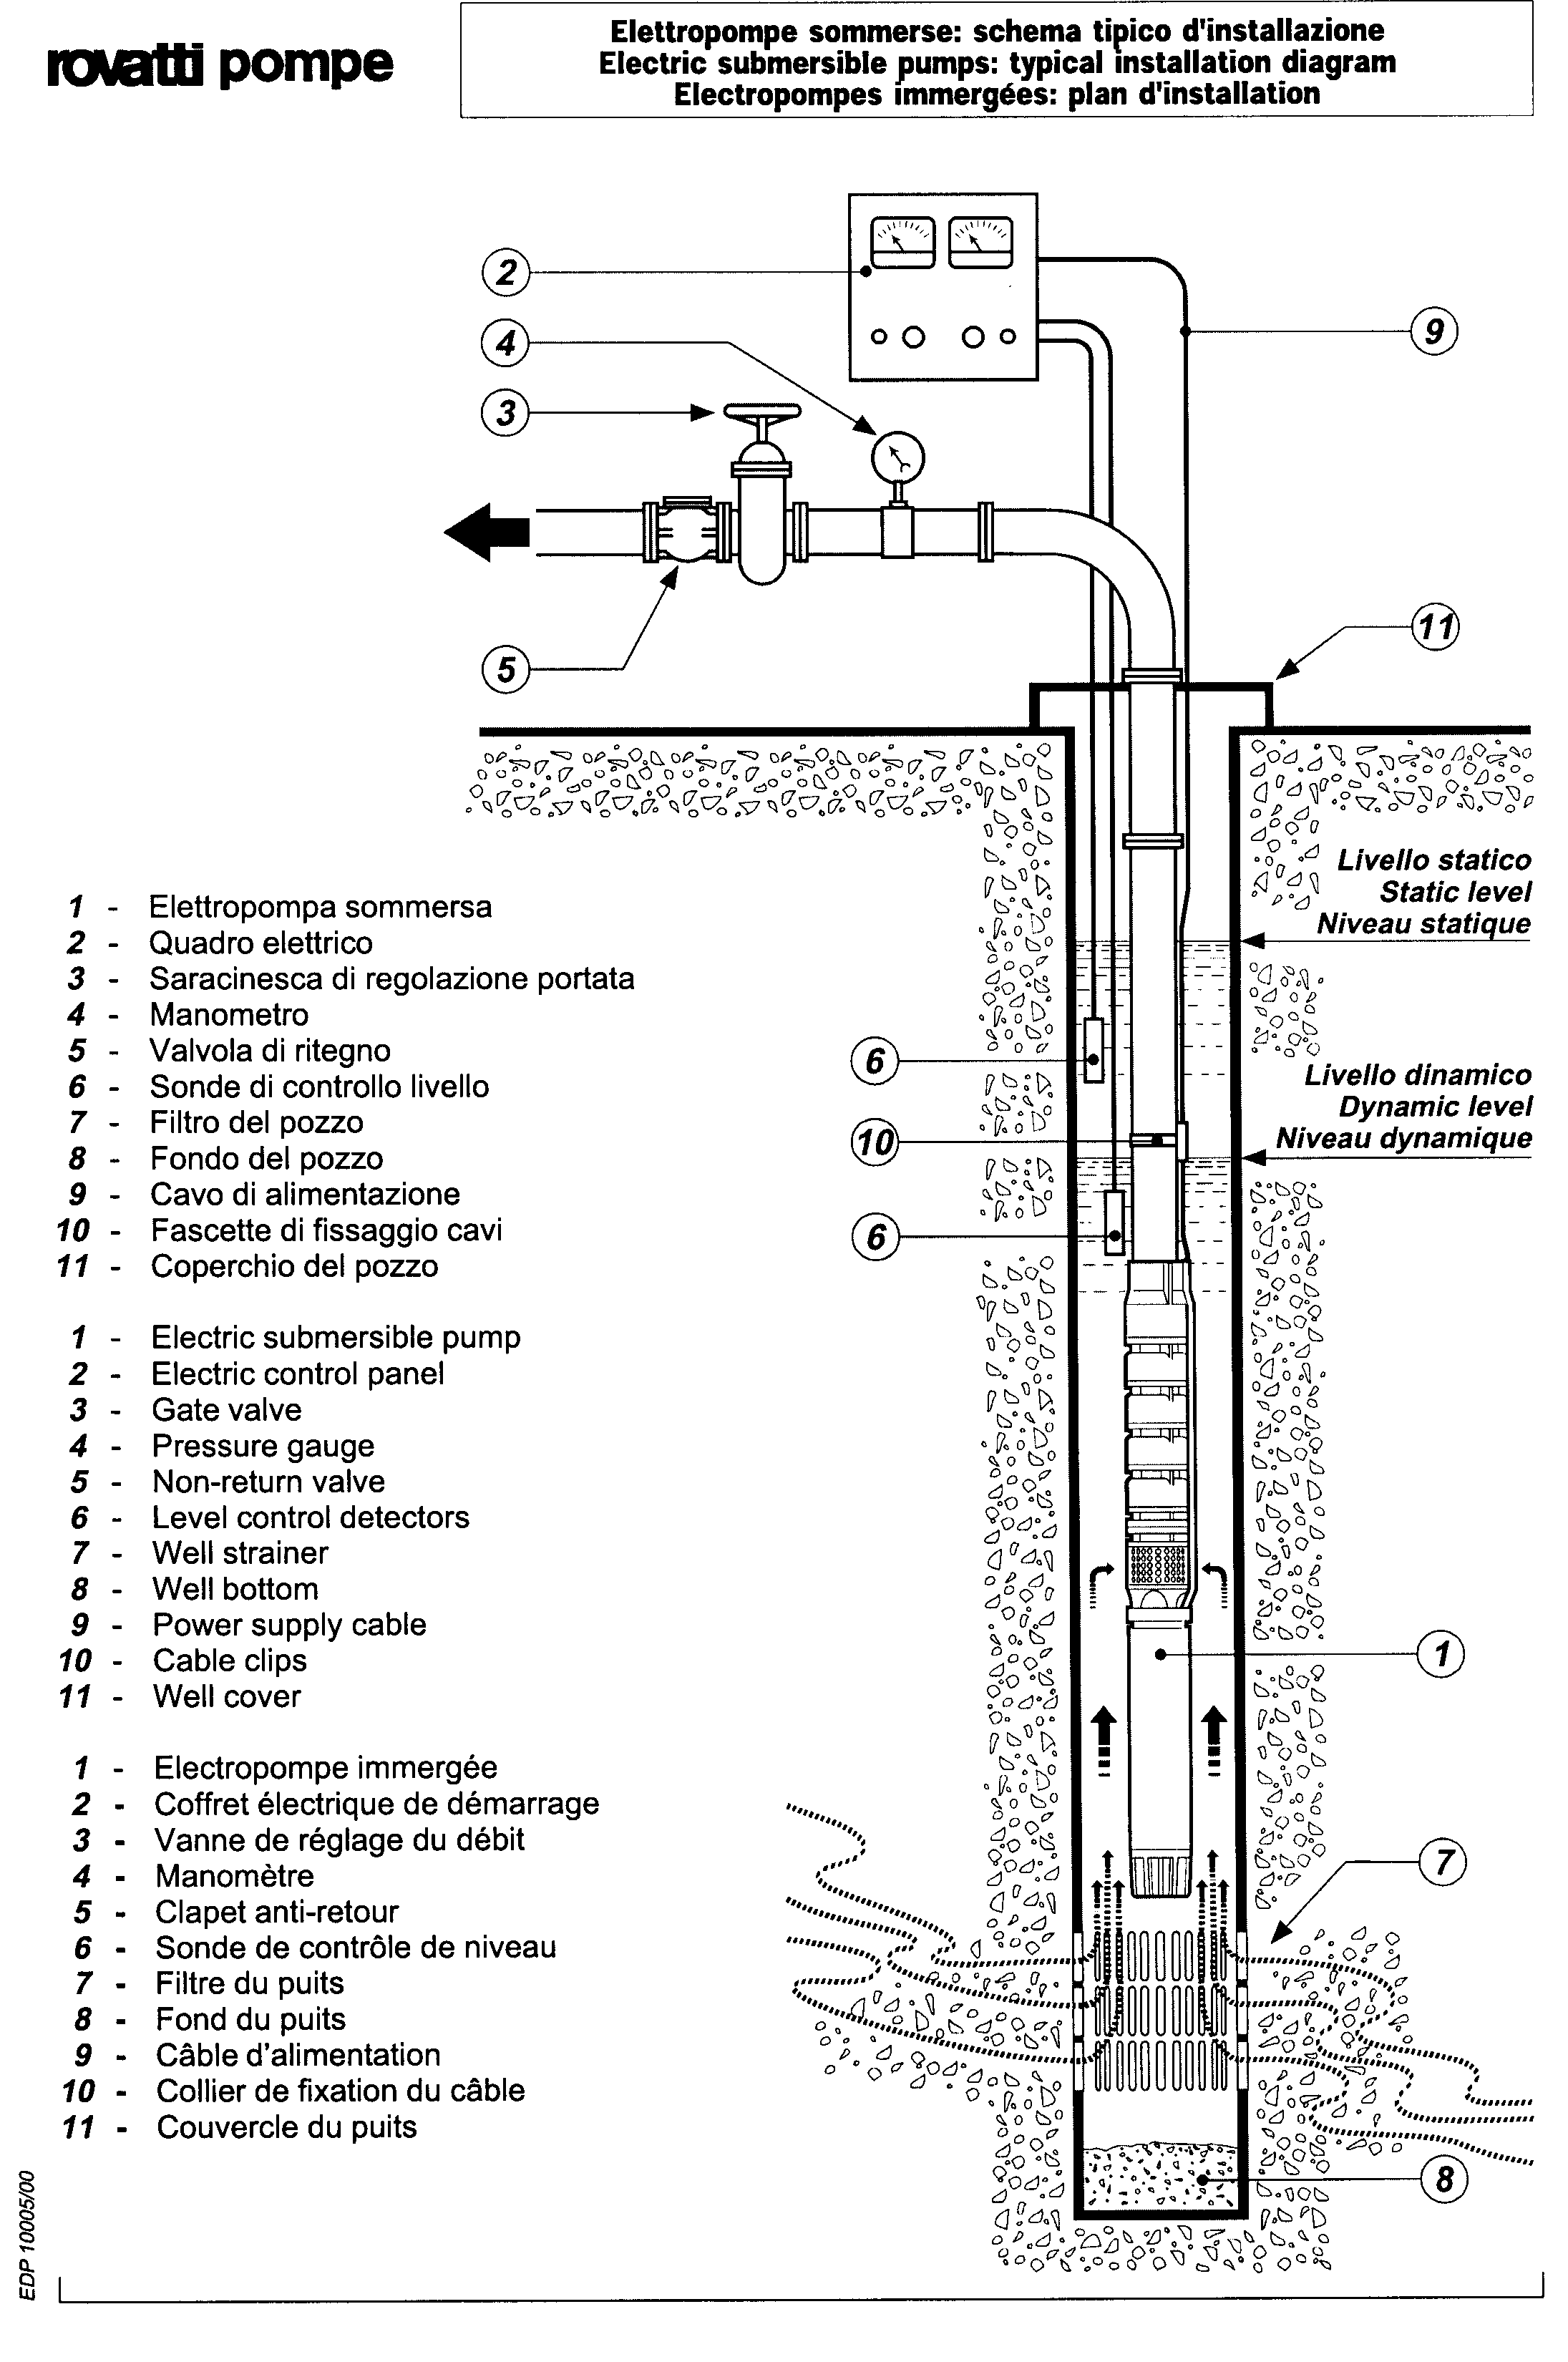 rovatti pompe
Elettropompe sommerse: schema tipico d'installazione
Electric submersible pumps: typical installation diagram
Electropompes immergées: plan d'installation
2
4
9
3
5
11
Livello statico
Static level
Niveau statique
6
Livello dinamico
Dynamic level
Niveau dynamique
10
6
1
7
8
1 - Elettropompa sommersa
2 - Quadro elettrico
3 - Saracinesca di regolazione portata
4 - Manometro
5 - Valvola di ritegno
6 - Sonde di controllo livello
7 - Filtro del pozzo
8 - Fondo del pozzo
9 - Cavo di alimentazione
10 - Fascette di fissaggio cavi
11 - Coperchio del pozzo
1 - Electric submersible pump
2 - Electric control panel
3 - Gate valve
4 - Pressure gauge
5 - Non-return valve
6 - Level control detectors
7 - Well strainer
8 - Well bottom
9 - Power supply cable
10 - Cable clips
11 - Well cover
1 - Electropompe immergée
2 - Coffret électrique de démarrage
3 - Vanne de réglage du débit
4 - Manomètre
5 - Clapet anti-retour
6 - Sonde de contrôle de niveau
7 - Filtre du puits
8 - Fond du puits
9 - Câble d'alimentation
10 - Collier de fixation du câble
11 - Couvercle du puits
EDP 10005/00